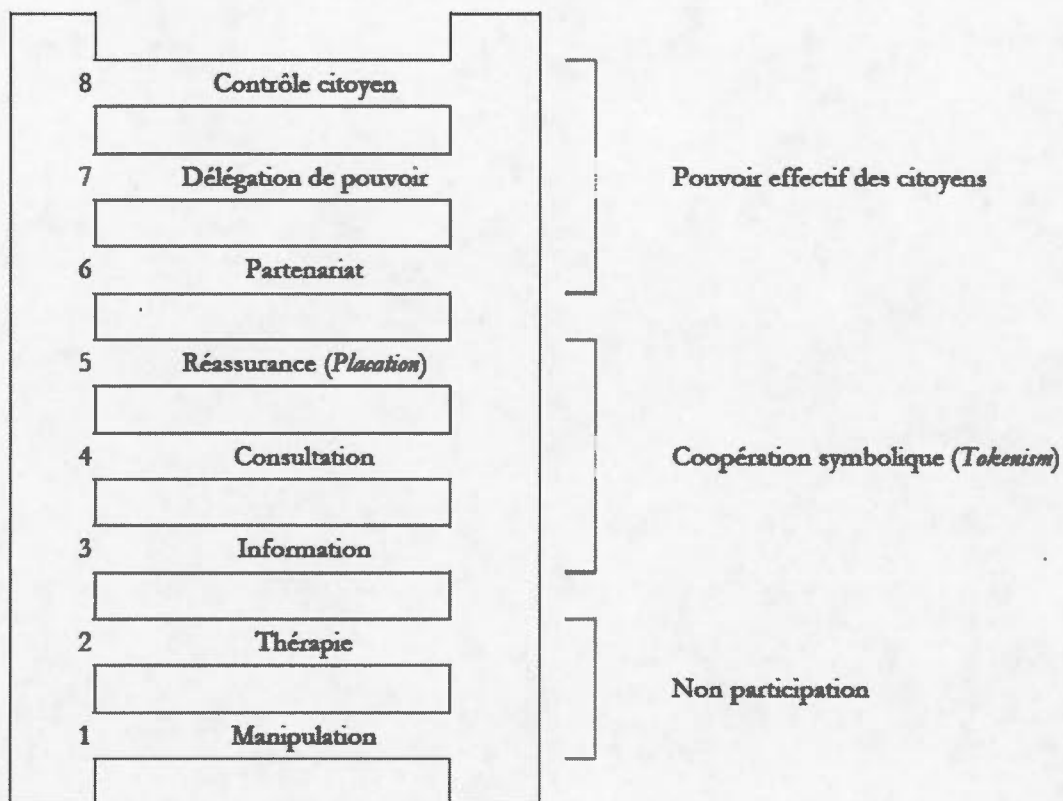 8 Contrôle citoyen
7 Délégation de pouvoir
Pouvoir effectif des citoyens
6 Partenariat
5 Réassurance (Placation)
4 Consultation
Coopération symbolique (Tokenism)
3 Information
2 Thérapie
Non participation
1 Manipulation